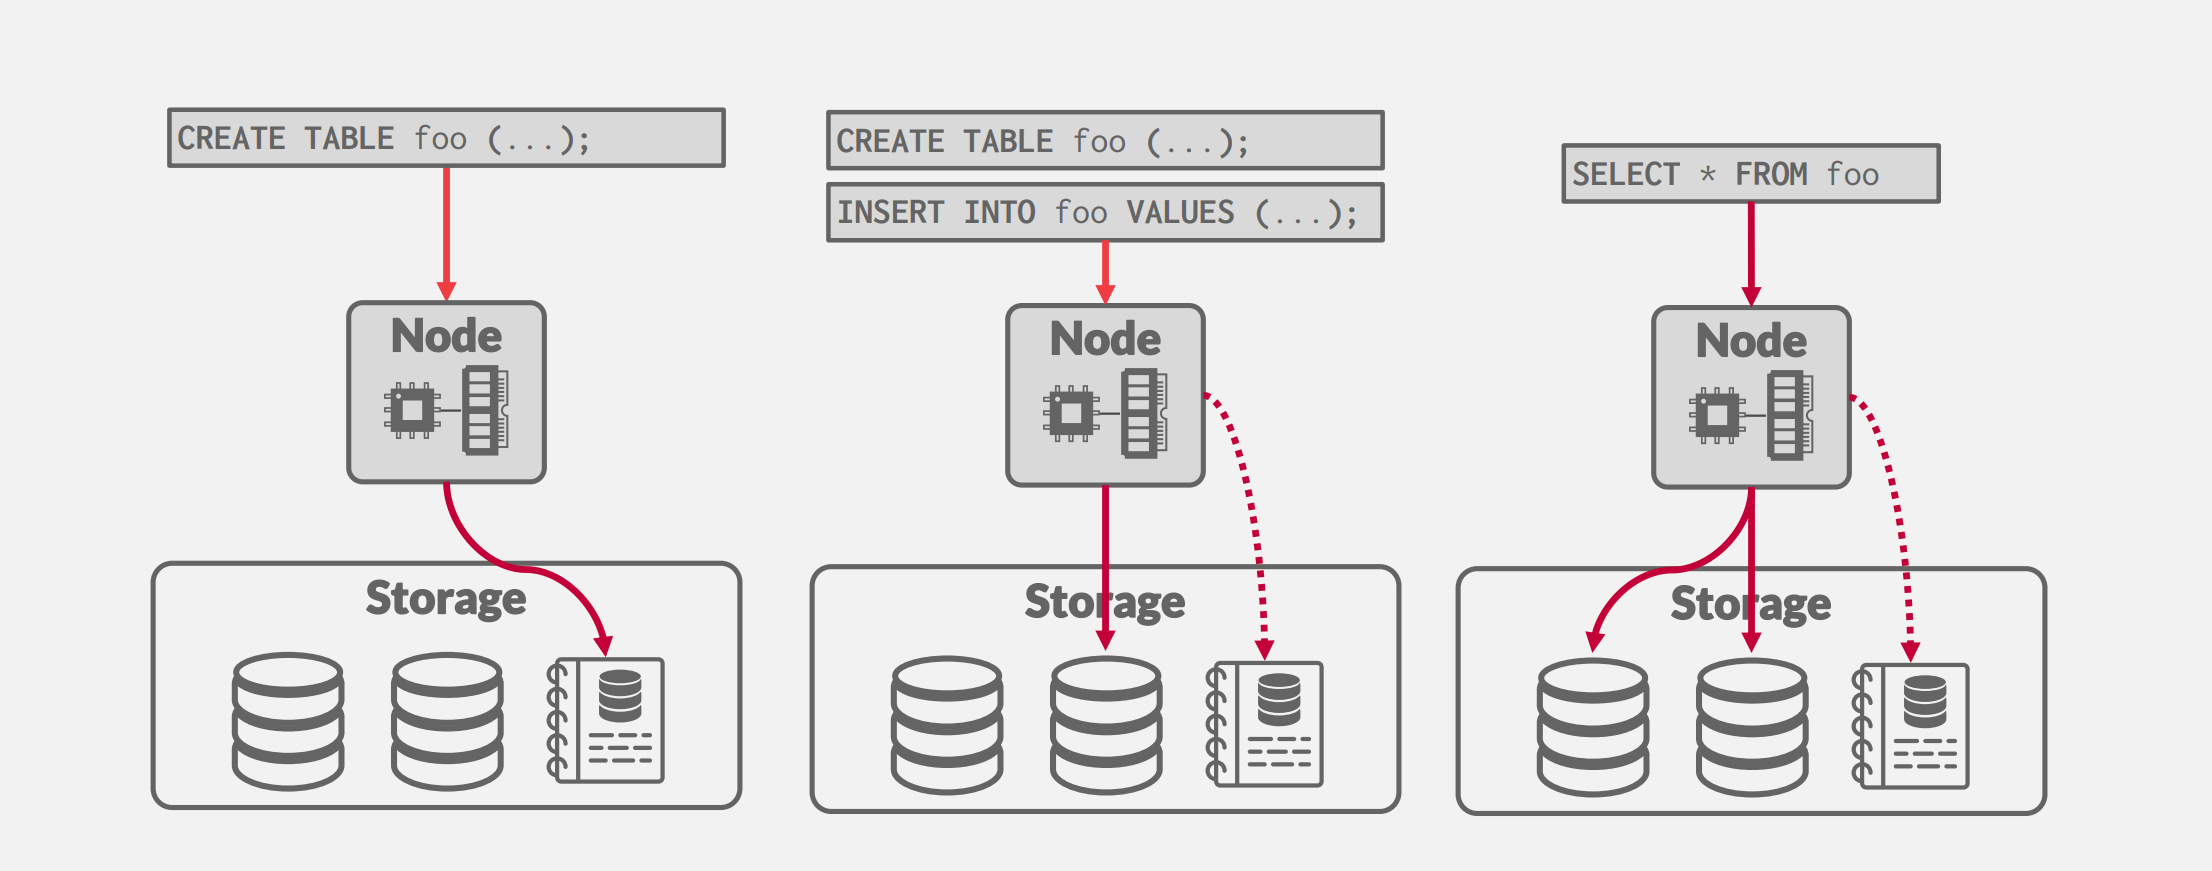 CREATE TABLE foo (...);
Node
Storage
CREATE TABLE foo (...);
INSERT INTO foo VALUES (...);
Node
Storage
SELECT * FROM foo
Node
Storage